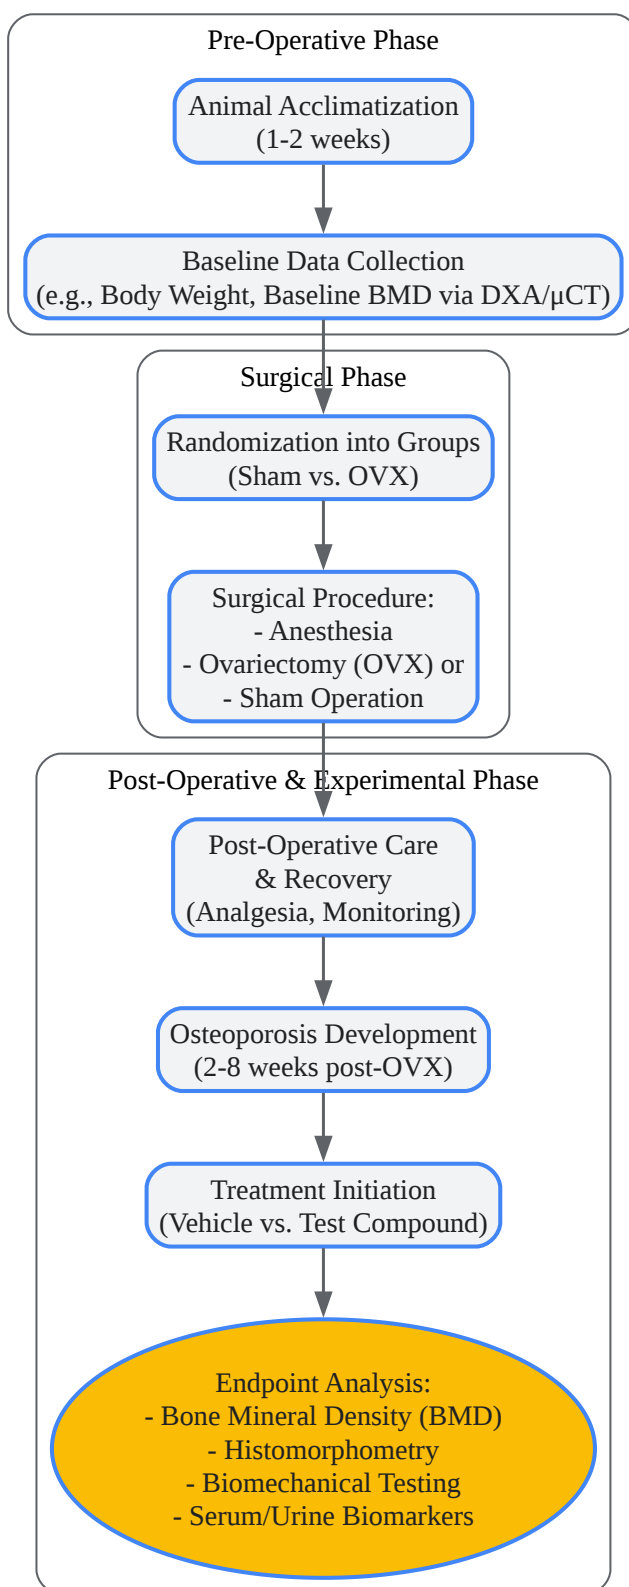 Pre-Operative Phase
Animal Acclimatization
(1-2 weeks)
Baseline Data Collection
(e.g., Body Weight, Baseline BMD via DXA/μCT)
Surgical Phase
Randomization into Groups
(Sham vs. OVX)
Surgical Procedure:
- Anesthesia
- Ovariectomy (OVX) or
- Sham Operation
Post-Operative & Experimental Phase
Post-Operative Care
& Recovery
(Analgesia, Monitoring)
Osteoporosis Development
(2-8 weeks post-OVX)
Treatment Initiation
(Vehicle vs. Test Compound)
Endpoint Analysis:
- Bone Mineral Density (BMD)
- Histomorphometry
- Biomechanical Testing
- Serum/Urine Biomarkers